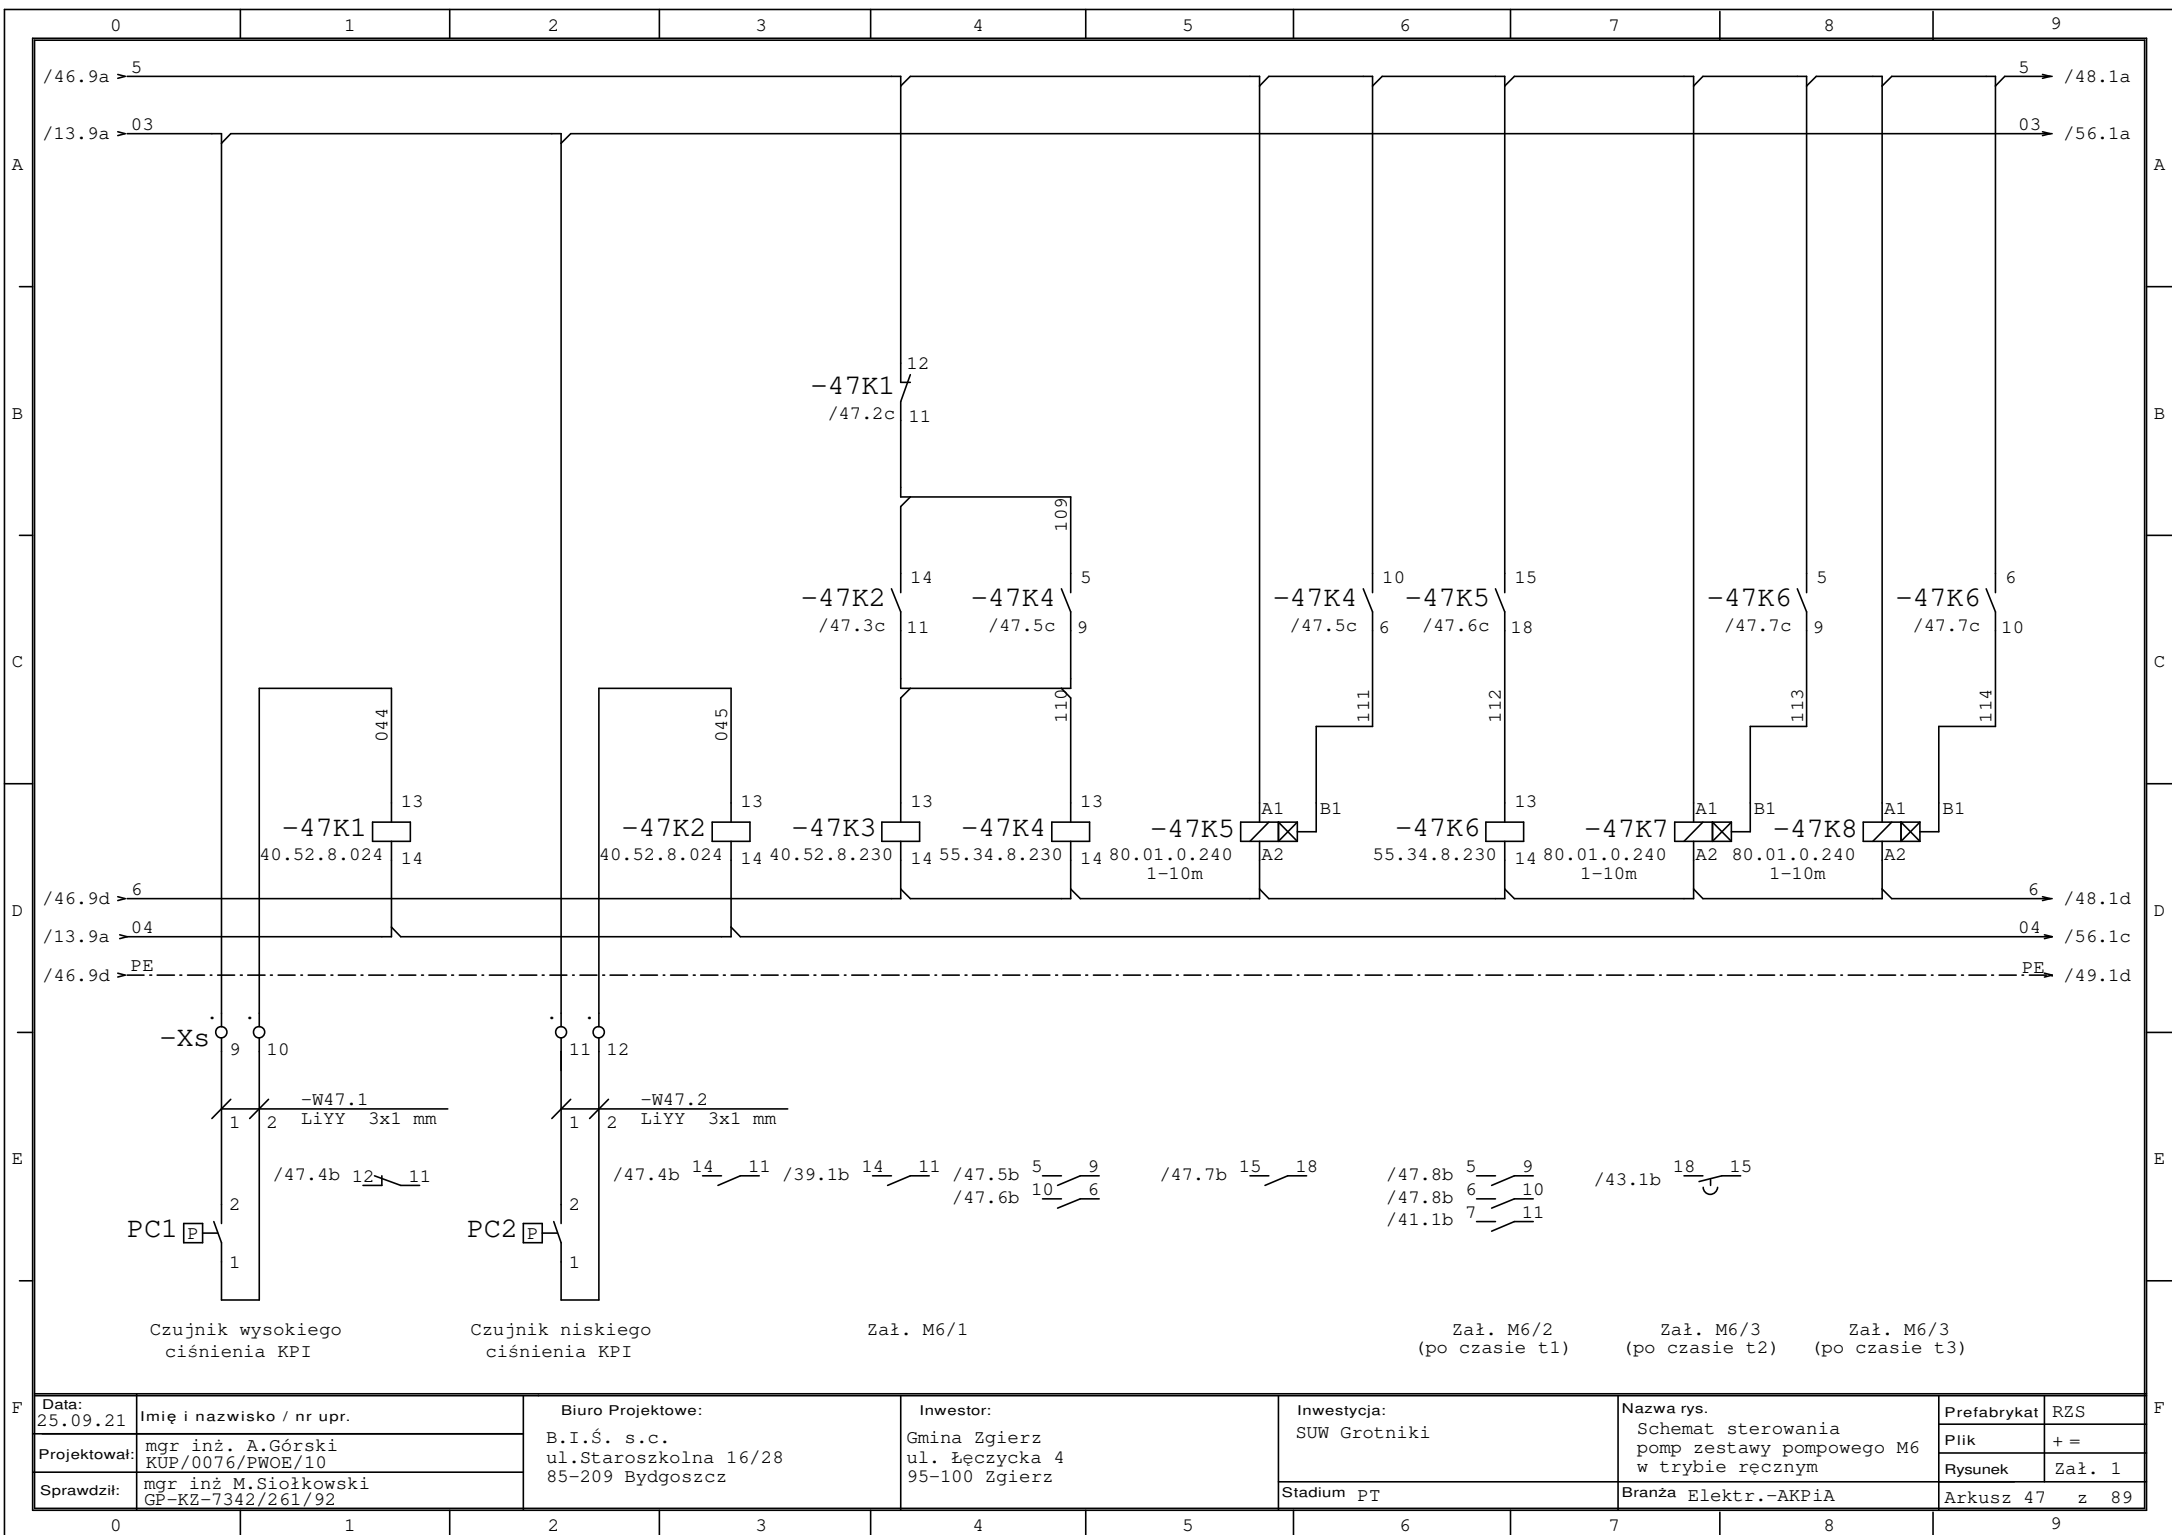 0 1 2 3 4 5 6 7 8 9
/46.9a 5 5 /48.1a
/13.9a 03 03 /56.1a
A A
12
-47K1
/47.2c 11
B B
109
14 5 10 15 5 6
-47K2 -47K4 -47K4 -47K5 -47K6 -47K6
/47.3c 11 /47.5c 9 /47.5c 6 /47.6c 18 /47.7c 9 /47.7c 10
C C
044 045 110 111 112 113 114
13 13 13 13 A1 B1 13 A1 B1 A1 B1
-47K1 -47K2 -47K3 -47K4 -47K5 -47K6 -47K7 -47K8
40.52.8.024 14 40.52.8.024 14 40.52.8.230 14 55.34.8.230 14 80.01.0.240 A2 55.34.8.230 14 80.01.0.240 A2 80.01.0.240 A2
1-10m 1-10m 1-10m
/46.9d 6 6 /48.1d
D D
/13.9a 04 04 /56.1c
/46.9d PE PE /49.1d
-Xs 9 10 11 12
-W47.1 -W47.2
1 2 LiYY 3x1 mm 1 2 LiYY 3x1 mm
E E
/47.4b 12 11 /47.4b 14 11 /39.1b 14 11 /47.5b 5 9 /47.7b 15 18 /47.8b 5 9 /43.1b 18 15
/47.6b 10 6 /47.8b 6 10
/41.1b 7 11
2 2
PC1 P PC2 P
1 1
Czujnik wysokiego Czujnik niskiego Zał. M6/1 Zał. M6/2 Zał. M6/3 Zał. M6/3
ciśnienia KPI ciśnienia KPI (po czasie t1) (po czasie t2) (po czasie t3)
F F
Data:
25.09.21
Imię i nazwisko / nr upr.
Projektował:
mgr inż. A.Górski
KUP/0076/PWOE/10
Sprawdził:
mgr inż M.Siołkowski
GP-KZ-7342/261/92
Biuro Projektowe:
B.I.Ś. s.c.
ul.Staroszkolna 16/28
85-209 Bydgoszcz
Inwestor:
Gmina Zgierz
ul. Łęczycka 4
95-100 Zgierz
Inwestycja:
SUW Grotniki
Stadium PT
Nazwa rys.
Schemat sterowania
pomp zestawy pompowego M6
w trybie ręcznym
Branża Elektr.-AKPiA
Prefabrykat RZS
Plik + =
Rysunek Zał. 1
Arkusz 47 z 89
0 1 2 3 4 5 6 7 8 9